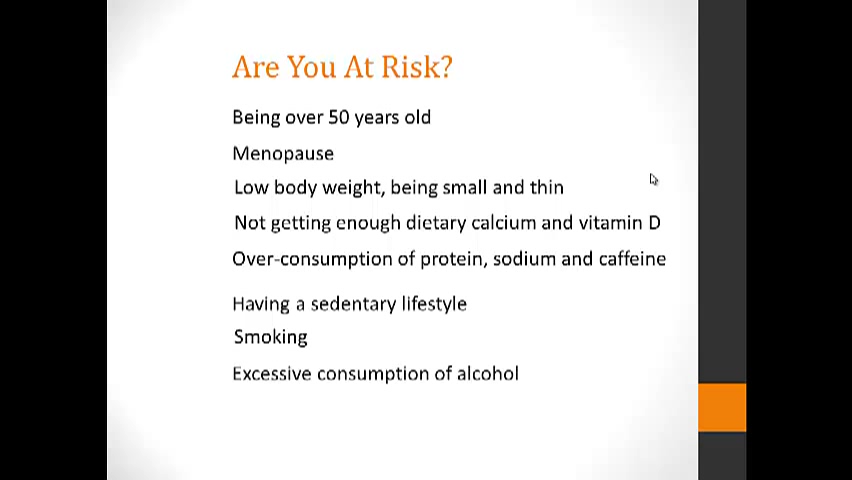 Are You At Risk?
Being over 50 years old
Menopause
Low body weight, being small and thin
Not getting enough dietary calcium and vitamin D
Over-consumption of protein, sodium and caffeine
Having a sedentary lifestyle
Smoking
Excessive consumption of alcohol